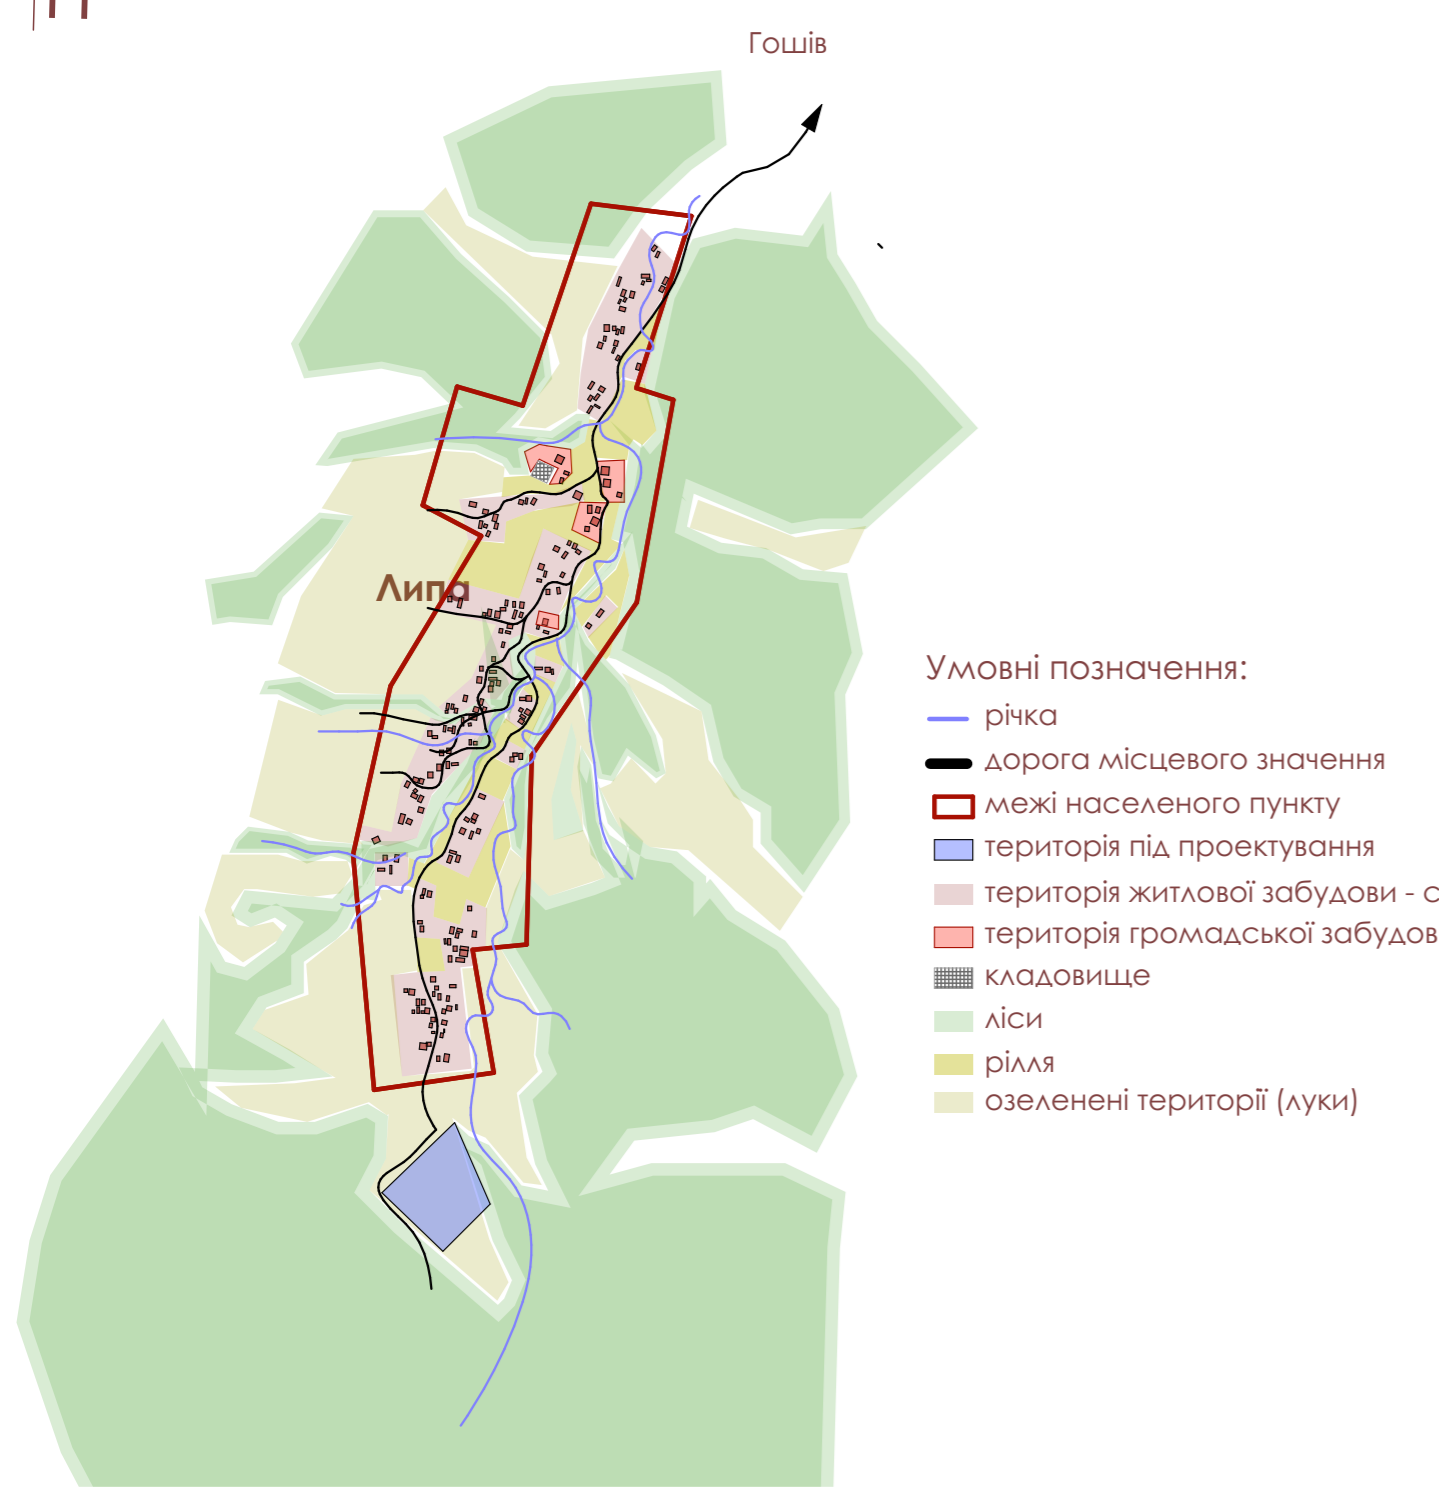 Гошів
Липа
Умовні позначення:
річка
дорога місцевого значення
межі населеного пункту
територія під проектування
територія житлової забудови - с
територія громадської забудов
кладовище
ліси
рілля
озеленені території (луки)